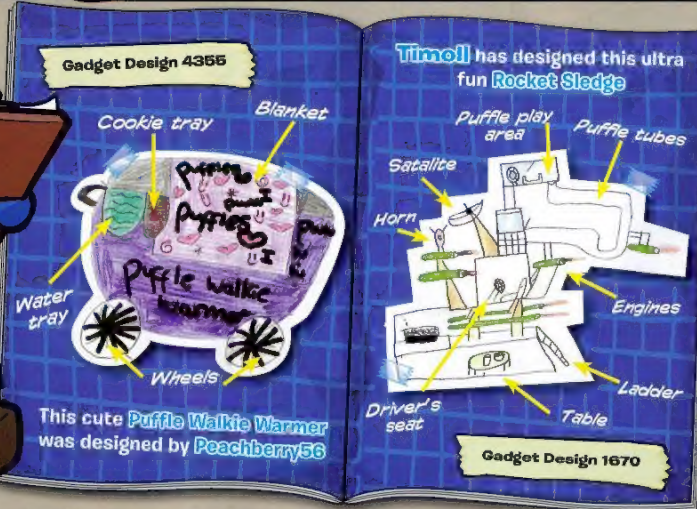 Gadget Design 4355
Cookie tray
Blanket
puffles
Puffles
I
puffle walkie
warmer
Water
tray
Wheels
This cute Puffle Walkie Warmer
was designed by Peachberry56
Timoll has designed this ultra
fun Rocket Sledge
Puffle play
area
Puffle tubes
Satalite
Horn
Engines
Ladder
Driver's
seat
Table
Gadget Design 1670